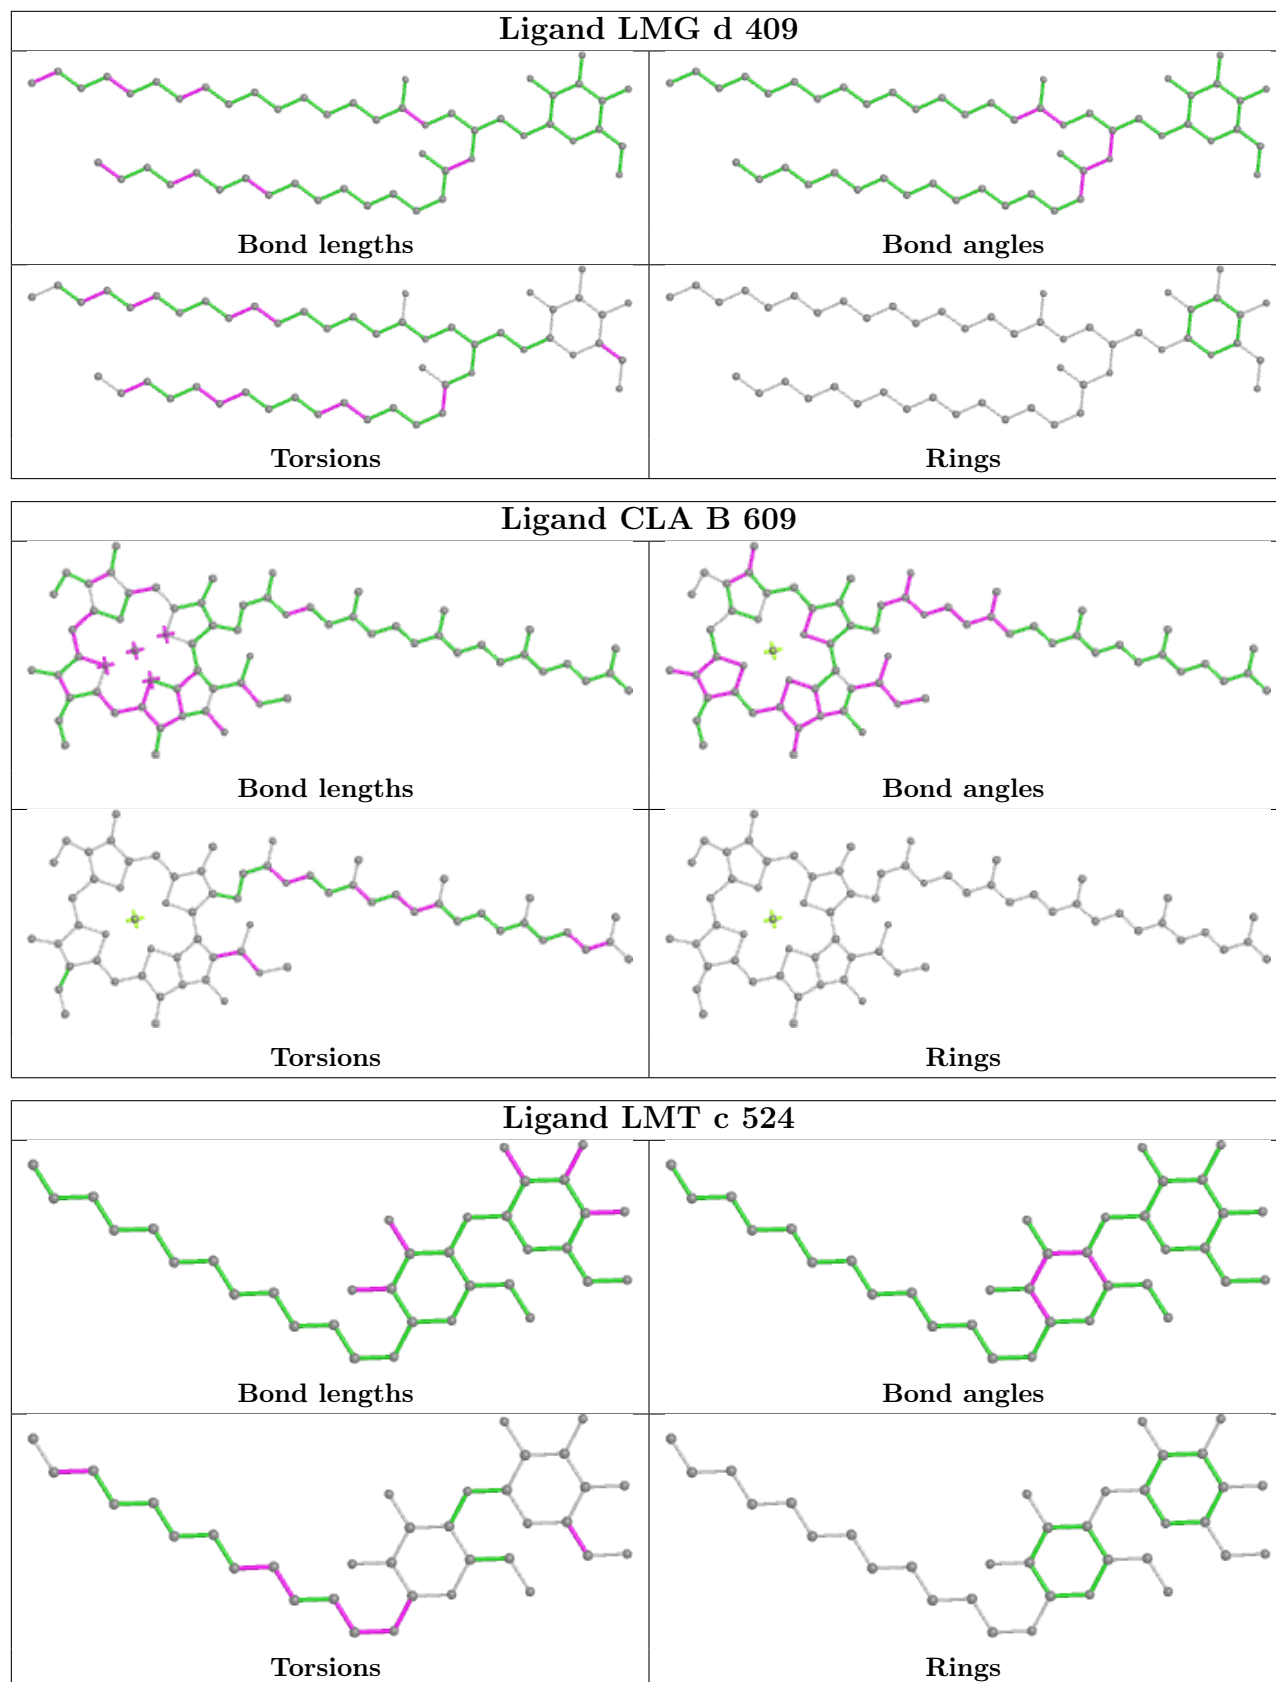 Ligand LMG d 409
Bond lengths
Bond angles
Torsions
Rings
Ligand CLA B 609
Bond lengths
Bond angles
Torsions
Rings
Ligand LMT c 524
Bond lengths
Bond angles
Torsions
Rings